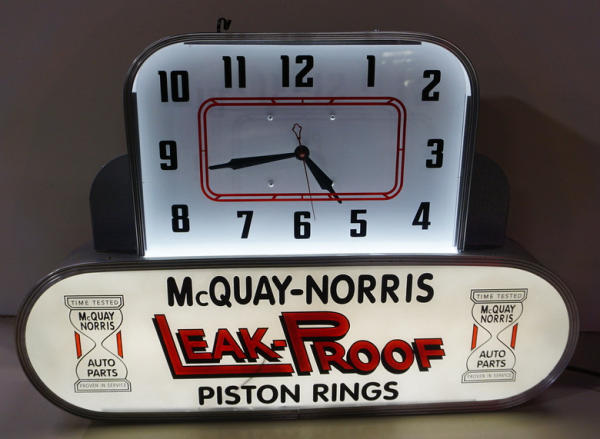 11 12 1
10 2
9 3
8 4
7 6 5
McQUAY-NORRIS
LEAK-PROOF
PISTON RINGS
TIME TESTED
McQUAY
NORRIS
AUTO
PARTS
PROVEN IN SERVICE
TIME TESTED
McQUAY
NORRIS
AUTO
PARTS
PROVEN IN SERVICE